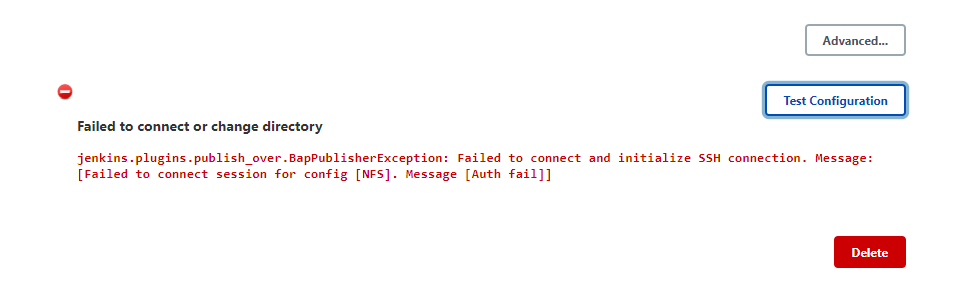 Advanced...
Test Configuration
Failed to connect or change directory
jenkins.plugins.publish_over.BapPublisherException: Failed to connect and initialize SSH connection. Message:
[Failed to connect session for config [NFS]. Message [Auth fail]]
Delete